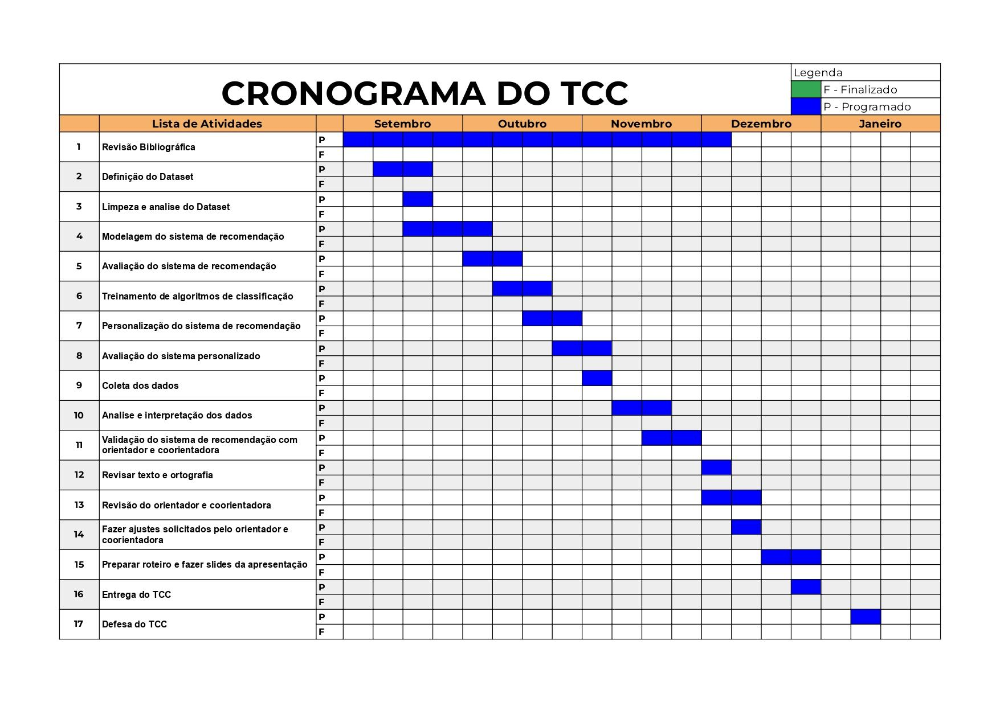 CRONOGRAMA DO TCC
Legenda
F - Finalizado
P - Programado
Lista de Atividades Setembro Outubro Novembro Dezembro Janeiro
1 Revisão Bibliográfica P
F
2 Definição do Dataset P
F
3 Limpeza e analise do Dataset P
F
4 Modelagem do sistema de recomendação P
F
5 Avaliação do sistema de recomendação P
F
6 Treinamento de algoritmos de classificação P
F
7 Personalização do sistema de recomendação P
F
8 Avaliação do sistema personalizado P
F
9 Coleta dos dados P
F
10 Analise e interpretação dos dados P
F
11 Validação do sistema de recomendação com P
orientador e coorientadora F
12 Revisar texto e ortografia P
F
13 Revisão do orientador e coorientadora P
F
14 Fazer ajustes solicitados pelo orientador e P
coorientadora F
15 Preparar roteiro e fazer slides da apresentação P
F
16 Entrega do TCC P
F
17 Defesa do TCC P
F